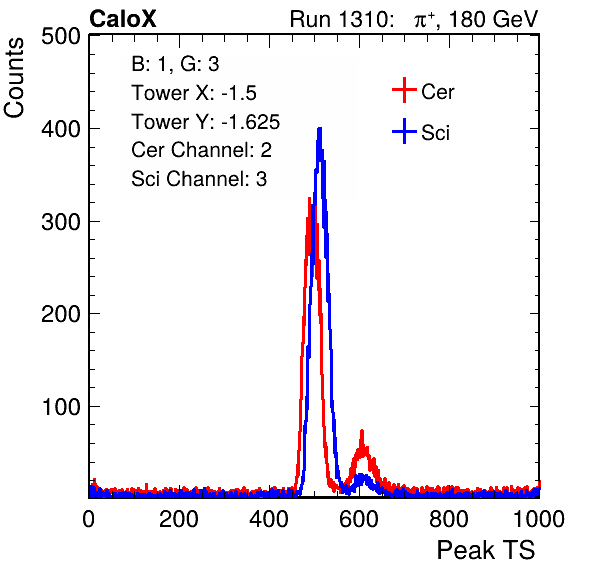 CaloX Run 1310: π⁺, 180 GeV
Counts
500
400
300
200
100
B: 1, G: 3
Tower X: -1.5
Tower Y: -1.625
Cer Channel: 2
Sci Channel: 3
Cer
Sci
0 200 400 600 800 1000
Peak TS